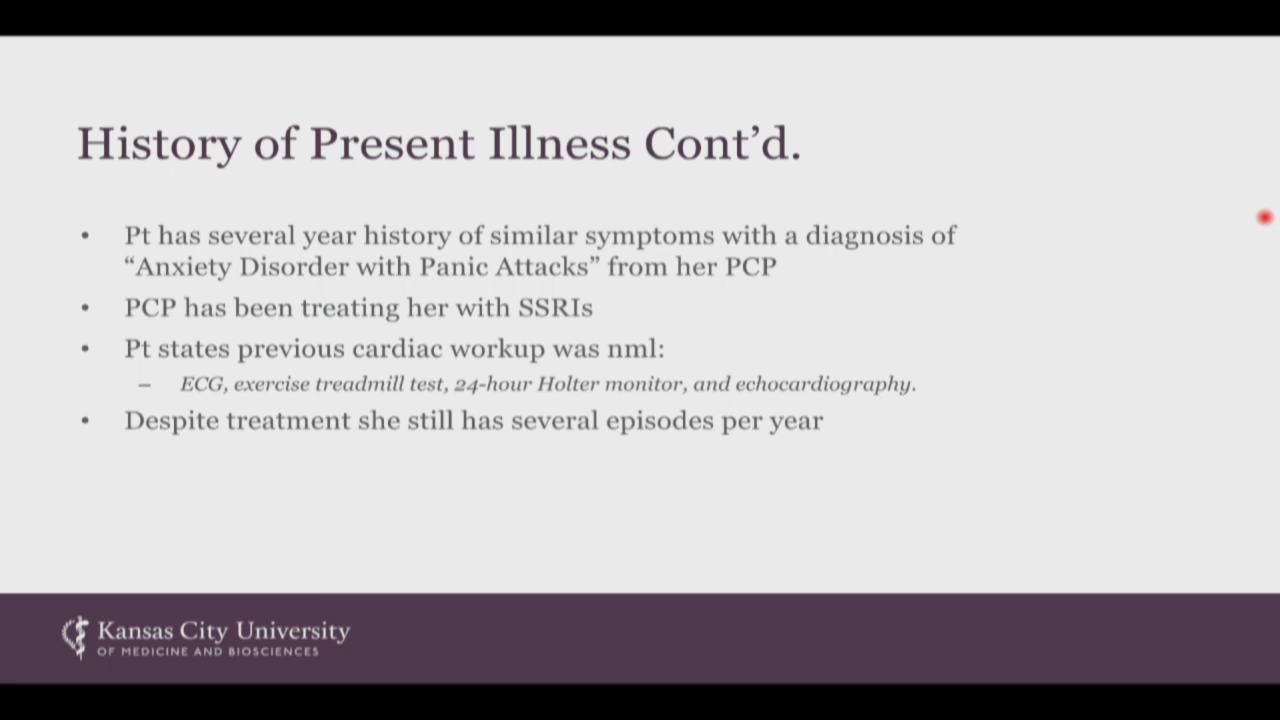 History of Present Illness Cont’d.
• Pt has several year history of similar symptoms with a diagnosis of
“Anxiety Disorder with Panic Attacks” from her PCP
• PCP has been treating her with SSRIs
• Pt states previous cardiac workup was nml:
– ECG, exercise treadmill test, 24-hour Holter monitor, and echocardiography.
• Despite treatment she still has several episodes per year
Kansas City University
OF MEDICINE AND BIOSCIENCES